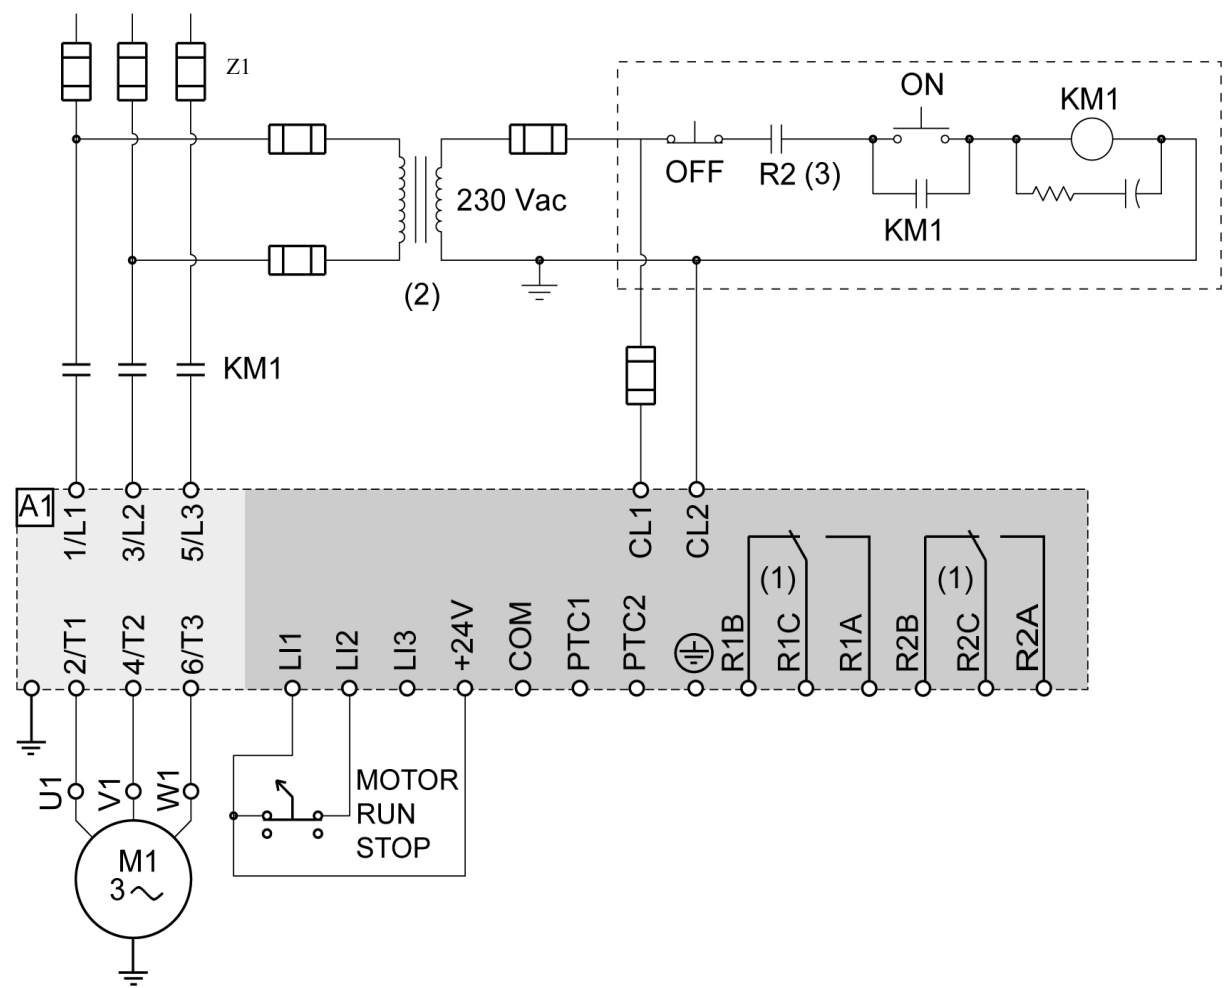 Z1
ON
KM1
OFF
R2 (3)
230 Vac
KM1
(2)
KM1
A1
1/L1
3/L2
5/L3
CL1
CL2
(1)
(1)
2/T1
4/T2
6/T3
LI1
LI2
LI3
+24V
COM
PTC1
PTC2
R1B
R1C
R1A
R2B
R2C
R2A
U1
V1
W1
MOTOR
RUN
STOP
M1
3~